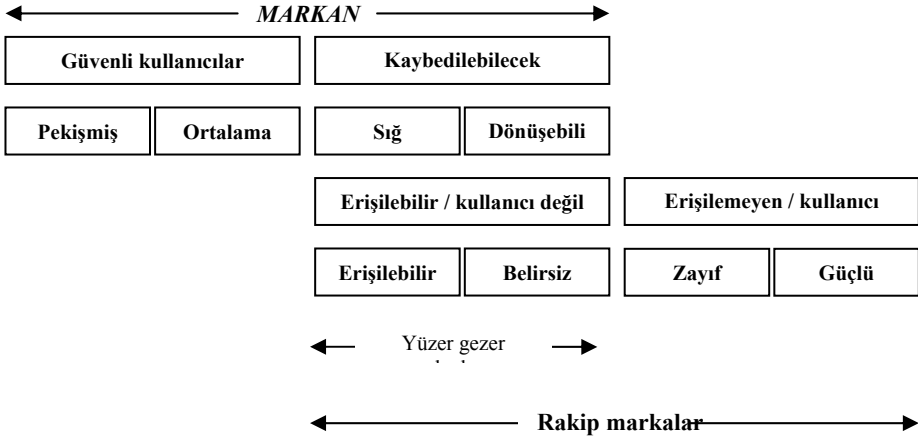 MARKAN
Güvenli kullanıcılar Kaybedilebilecek
Pekişmiş Ortalama Sığ Dönüşebili
Erişilebilir / kullanıcı değil Erişilemeyen / kullanıcı
Erişilebilir Belirsiz Zayıf Güçlü
Yüzer gezer
Rakip markalar